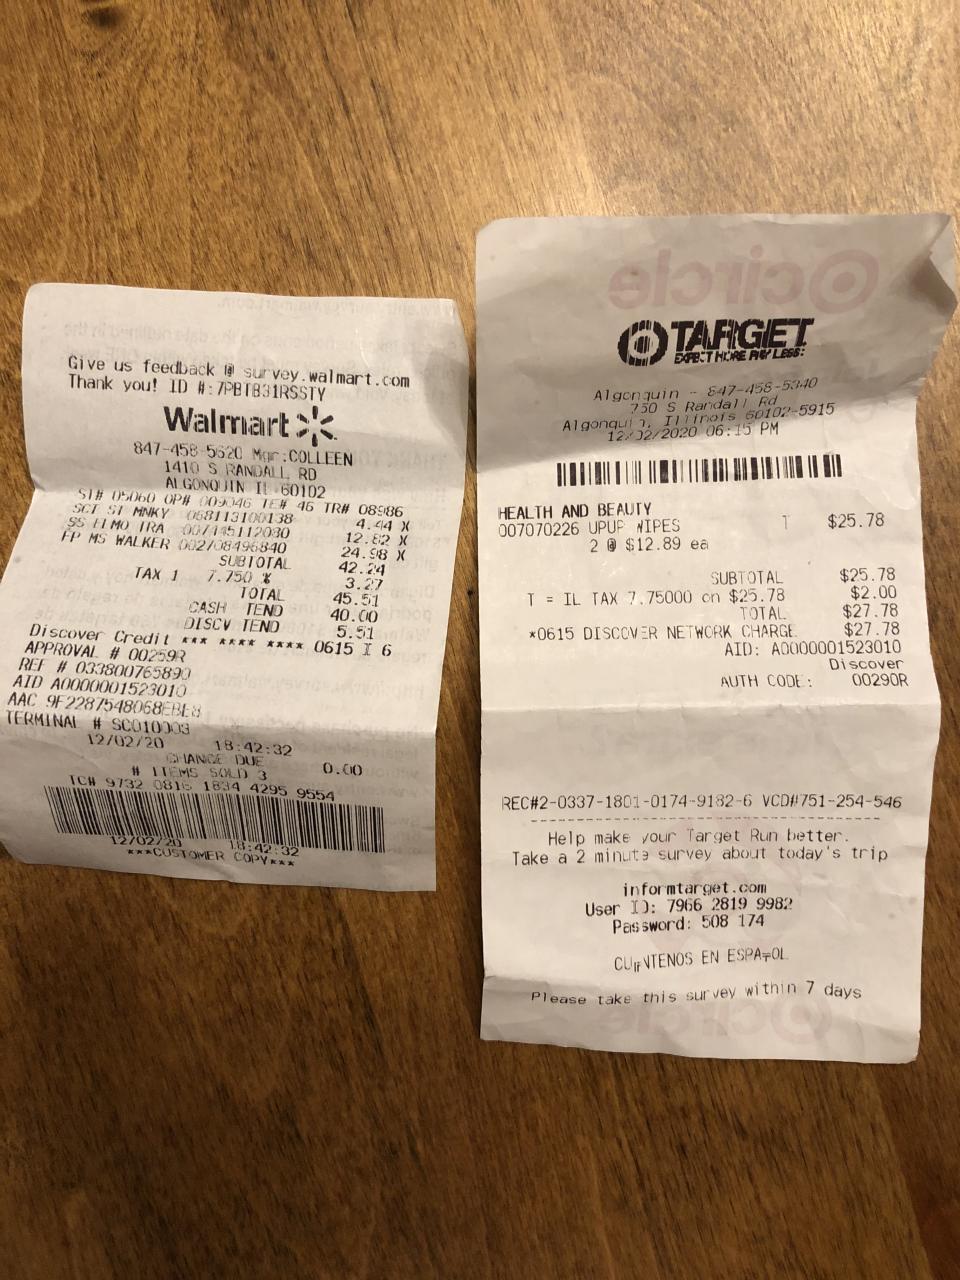 Give us feedback @ survey.walmart.com
Thank you! ID #:7PBTB31RSSTY
Walmart
847-458-5620 Mgr:COLLEEN
1410 S RANDALL RD
ALGONQUIN IL 60102
ST# 05060 OP# 009046 TE# 46 TR# 08986
SCT ST MNKY 068113100138 4.44 X
SS ELMO TRA 007445112030 12.82 X
FP MS WALKER 002708496840 24.98 X
SUBTOTAL 42.24
TAX 1 7.750 % 3.27
TOTAL 45.51
CASH TEND 40.00
DISCV TEND 5.51
Discover Credit *** **** **** 0615 I 6
APPROVAL # 00259R
REF # 033800765890
AID A0000001523010
AAC 9F2287548068EBE8
TERMINAL # SC010003
12/02/20 18:42:32
CHANGE DUE 0.00
# ITEMS SOLD 3
TC# 9732 0816 1834 4295 9554
12/02/20 18:42:32
***CUSTOMER COPY***
circle
TARGET
EXPECT MORE PAY LESS.
Algonquin - 847-458-5340
750 S Randall Rd
Algonquin, Illinois 60102-5915
12/02/2020 06:15 PM
HEALTH AND BEAUTY
007070226 UPUP WIPES T $25.78
2 @ $12.89 ea
SUBTOTAL $25.78
T = IL TAX 7.75000 on $25.78 $2.00
TOTAL $27.78
*0615 DISCOVER NETWORK CHARGE $27.78
AID: A0000001523010
Discover
AUTH CODE: 00290R
REC#2-0337-1801-0174-9182-6 VCD#751-254-546
Help make your Target Run better.
Take a 2 minute survey about today's trip
informtarget.com
User ID: 7966 2819 9982
Password: 508 174
EN ESPAÑOL
Please take this survey within 7 days
circle